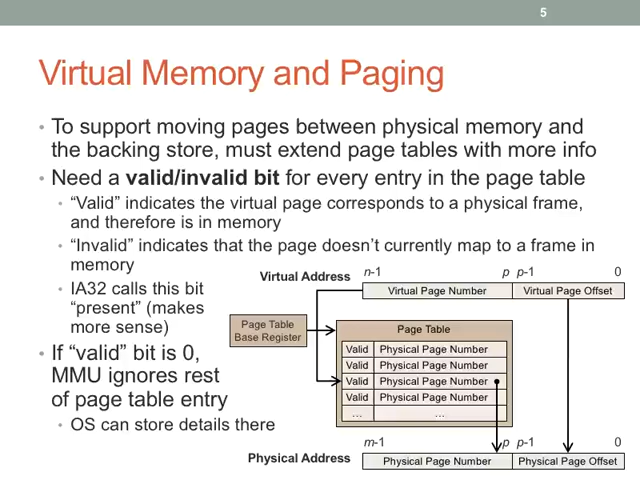 5
Virtual Memory and Paging
• To support moving pages between physical memory and
the backing store, must extend page tables with more info
• Need a valid/invalid bit for every entry in the page table
• “Valid” indicates the virtual page corresponds to a physical frame,
and therefore is in memory
• “Invalid” indicates that the page doesn’t currently map to a frame in
memory
• IA32 calls this bit
“present” (makes
more sense)
• If “valid” bit is 0,
MMU ignores rest
of page table entry
• OS can store details there
n-1 p p-1 0
Virtual Address Virtual Page Number Virtual Page Offset
Page Table
Base Register
Page Table
Valid Physical Page Number
Valid Physical Page Number
Valid Physical Page Number
Valid Physical Page Number
... ...
m-1 p p-1 0
Physical Address Physical Page Number Physical Page Offset